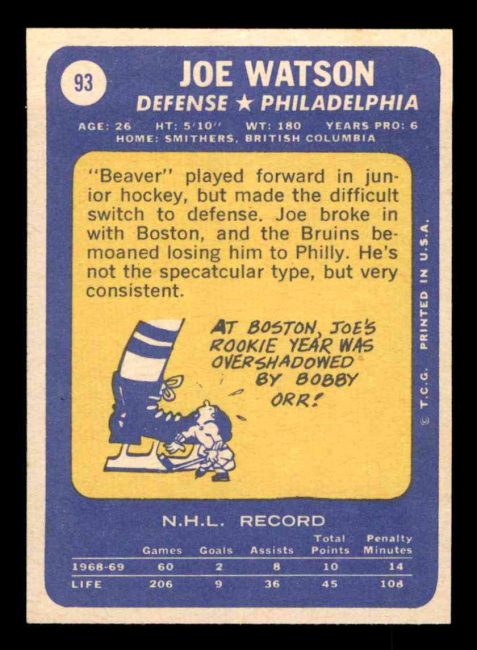 93
JOE WATSON
DEFENSE ★ PHILADELPHIA
AGE: 26 HT: 5'10" WT: 180 YEARS PRO: 6
HOME: SMITHERS, BRITISH COLUMBIA
"Beaver" played forward in jun-
ior hockey, but made the difficult
switch to defense. Joe broke in
with Boston, and the Bruins be-
moaned losing him to Philly. He's
not the specatcular type, but very
consistent.
AT BOSTON, JOE'S
ROOKIE YEAR WAS
OVERSHADOWED
BY BOBBY
ORR!
© T.C.G. PRINTED IN U.S.A.
N.H.L. RECORD
Games Goals Assists Total Points Penalty Minutes
1968-69 60 2 8 10 14
LIFE 206 9 36 45 108